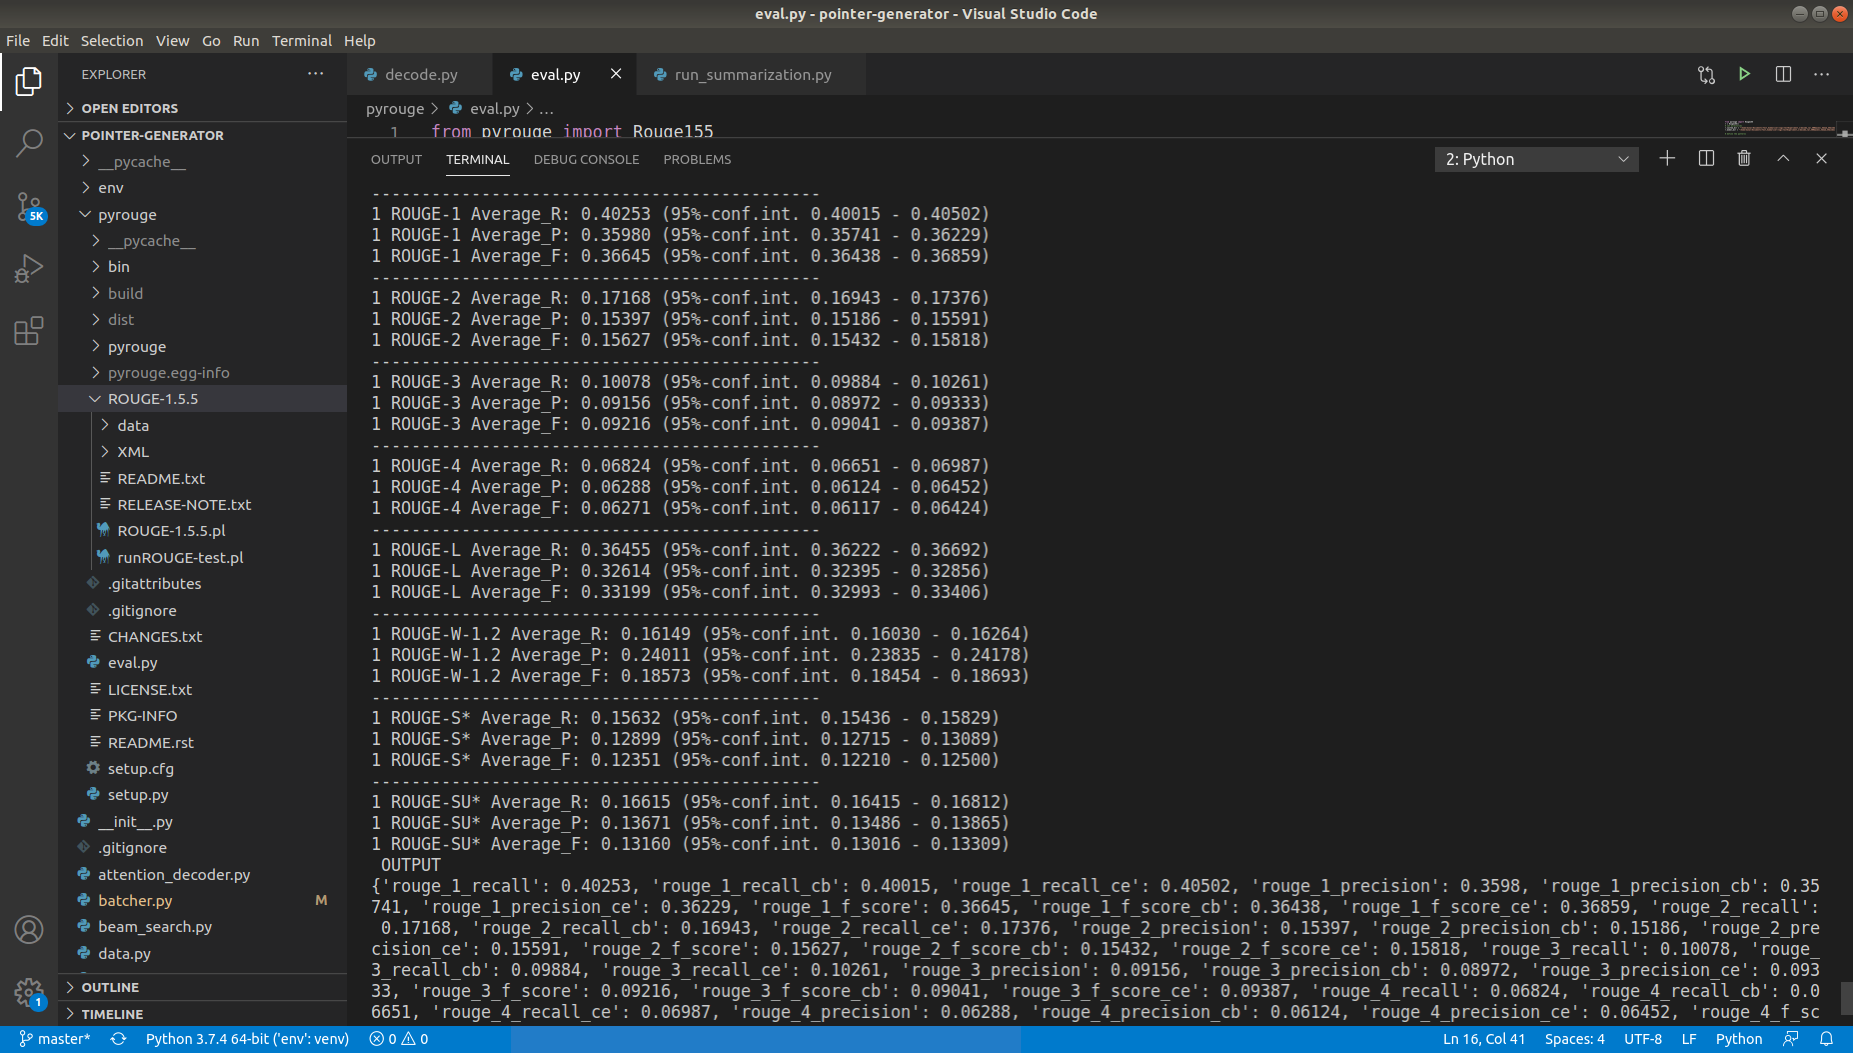 eval.py - pointer-generator - Visual Studio Code
File Edit Selection View Go Run Terminal Help
EXPLORER
OPEN EDITORS
POINTER-GENERATOR
__pycache__
env
pyrouge
__pycache__
bin
build
dist
pyrouge
pyrouge.egg-info
ROUGE-1.5.5
data
XML
README.txt
RELEASE-NOTE.txt
ROUGE-1.5.5.pl
runROUGE-test.pl
.gitattributes
.gitignore
CHANGES.txt
eval.py
LICENSE.txt
PKG-INFO
README.rst
setup.cfg
setup.py
__init__.py
.gitignore
attention_decoder.py
batcher.py M
beam_search.py
data.py
OUTLINE
TIMELINE
5K
1
decode.py eval.py run_summarization.py
pyrouge > eval.py > ...
1 from pyrouge import Rouge155
OUTPUT TERMINAL DEBUG CONSOLE PROBLEMS 2: Python
---------------------------------------------
1 ROUGE-1 Average_R: 0.40253 (95%-conf.int. 0.40015 - 0.40502)
1 ROUGE-1 Average_P: 0.35980 (95%-conf.int. 0.35741 - 0.36229)
1 ROUGE-1 Average_F: 0.36645 (95%-conf.int. 0.36438 - 0.36859)
---------------------------------------------
1 ROUGE-2 Average_R: 0.17168 (95%-conf.int. 0.16943 - 0.17376)
1 ROUGE-2 Average_P: 0.15397 (95%-conf.int. 0.15186 - 0.15591)
1 ROUGE-2 Average_F: 0.15627 (95%-conf.int. 0.15432 - 0.15818)
---------------------------------------------
1 ROUGE-3 Average_R: 0.10078 (95%-conf.int. 0.09884 - 0.10261)
1 ROUGE-3 Average_P: 0.09156 (95%-conf.int. 0.08972 - 0.09333)
1 ROUGE-3 Average_F: 0.09216 (95%-conf.int. 0.09041 - 0.09387)
---------------------------------------------
1 ROUGE-4 Average_R: 0.06824 (95%-conf.int. 0.06651 - 0.06987)
1 ROUGE-4 Average_P: 0.06288 (95%-conf.int. 0.06124 - 0.06452)
1 ROUGE-4 Average_F: 0.06271 (95%-conf.int. 0.06117 - 0.06424)
---------------------------------------------
1 ROUGE-L Average_R: 0.36455 (95%-conf.int. 0.36222 - 0.36692)
1 ROUGE-L Average_P: 0.32614 (95%-conf.int. 0.32395 - 0.32856)
1 ROUGE-L Average_F: 0.33199 (95%-conf.int. 0.32993 - 0.33406)
---------------------------------------------
1 ROUGE-W-1.2 Average_R: 0.16149 (95%-conf.int. 0.16030 - 0.16264)
1 ROUGE-W-1.2 Average_P: 0.24011 (95%-conf.int. 0.23835 - 0.24178)
1 ROUGE-W-1.2 Average_F: 0.18573 (95%-conf.int. 0.18454 - 0.18693)
---------------------------------------------
1 ROUGE-S* Average_R: 0.15632 (95%-conf.int. 0.15436 - 0.15829)
1 ROUGE-S* Average_P: 0.12899 (95%-conf.int. 0.12715 - 0.13089)
1 ROUGE-S* Average_F: 0.12351 (95%-conf.int. 0.12210 - 0.12500)
---------------------------------------------
1 ROUGE-SU* Average_R: 0.16615 (95%-conf.int. 0.16415 - 0.16812)
1 ROUGE-SU* Average_P: 0.13671 (95%-conf.int. 0.13486 - 0.13865)
1 ROUGE-SU* Average_F: 0.13160 (95%-conf.int. 0.13016 - 0.13309)
OUTPUT
{'rouge_1_recall': 0.40253, 'rouge_1_recall_cb': 0.40015, 'rouge_1_recall_ce': 0.40502, 'rouge_1_precision': 0.3598, 'rouge_1_precision_cb': 0.35
741, 'rouge_1_precision_ce': 0.36229, 'rouge_1_f_score': 0.36645, 'rouge_1_f_score_cb': 0.36438, 'rouge_1_f_score_ce': 0.36859, 'rouge_2_recall':
0.17168, 'rouge_2_recall_cb': 0.16943, 'rouge_2_recall_ce': 0.17376, 'rouge_2_precision': 0.15397, 'rouge_2_precision_cb': 0.15186, 'rouge_2_pre
cision_ce': 0.15591, 'rouge_2_f_score': 0.15627, 'rouge_2_f_score_cb': 0.15432, 'rouge_2_f_score_ce': 0.15818, 'rouge_3_recall': 0.10078, 'rouge_
3_recall_cb': 0.09884, 'rouge_3_recall_ce': 0.10261, 'rouge_3_precision': 0.09156, 'rouge_3_precision_cb': 0.08972, 'rouge_3_precision_ce': 0.093
33, 'rouge_3_f_score': 0.09216, 'rouge_3_f_score_cb': 0.09041, 'rouge_3_f_score_ce': 0.09387, 'rouge_4_recall': 0.06824, 'rouge_4_recall_cb': 0.0
6651, 'rouge_4_recall_ce': 0.06987, 'rouge_4_precision': 0.06288, 'rouge_4_precision_cb': 0.06124, 'rouge_4_precision_ce': 0.06452, 'rouge_4_f_sc
master* Python 3.7.4 64-bit ('env': venv) 0 0 Ln 16, Col 41 Spaces: 4 UTF-8 LF Python